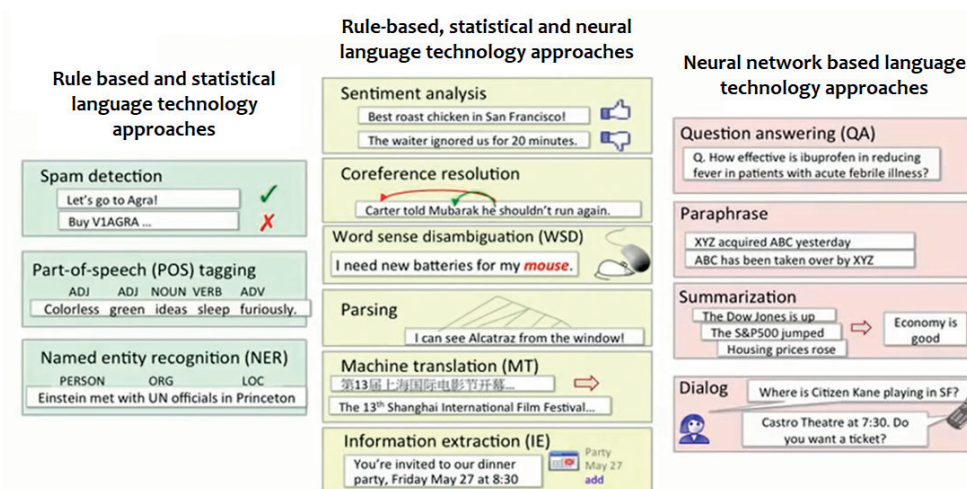 Rule based and statistical
language technology
approaches
Spam detection
Let's go to Agra!
Buy V1AGRA ...
Part-of-speech (POS) tagging
ADJ ADJ NOUN VERB ADV
Colorless green ideas sleep furiously.
Named entity recognition (NER)
PERSON ORG LOC
Einstein met with UN officials in Princeton
Rule-based, statistical and neural
language technology approaches
Sentiment analysis
Best roast chicken in San Francisco!
The waiter ignored us for 20 minutes.
Coreference resolution
Carter told Mubarak he shouldn't run again.
Word sense disambiguation (WSD)
I need new batteries for my mouse.
Parsing
I can see Alcatraz from the window!
Machine translation (MT)
第13届上海国际电影节开幕...
The 13th Shanghai International Film Festival...
Information extraction (IE)
You're invited to our dinner
party, Friday May 27 at 8:30
Party
May 27
add
Neural network based language
technology approaches
Question answering (QA)
Q. How effective is ibuprofen in reducing
fever in patients with acute febrile illness?
Paraphrase
XYZ acquired ABC yesterday
ABC has been taken over by XYZ
Summarization
The Dow Jones is up
The S&P500 jumped
Housing prices rose
Economy is
good
Dialog
Where is Citizen Kane playing in SF?
Castro Theatre at 7:30. Do
you want a ticket?